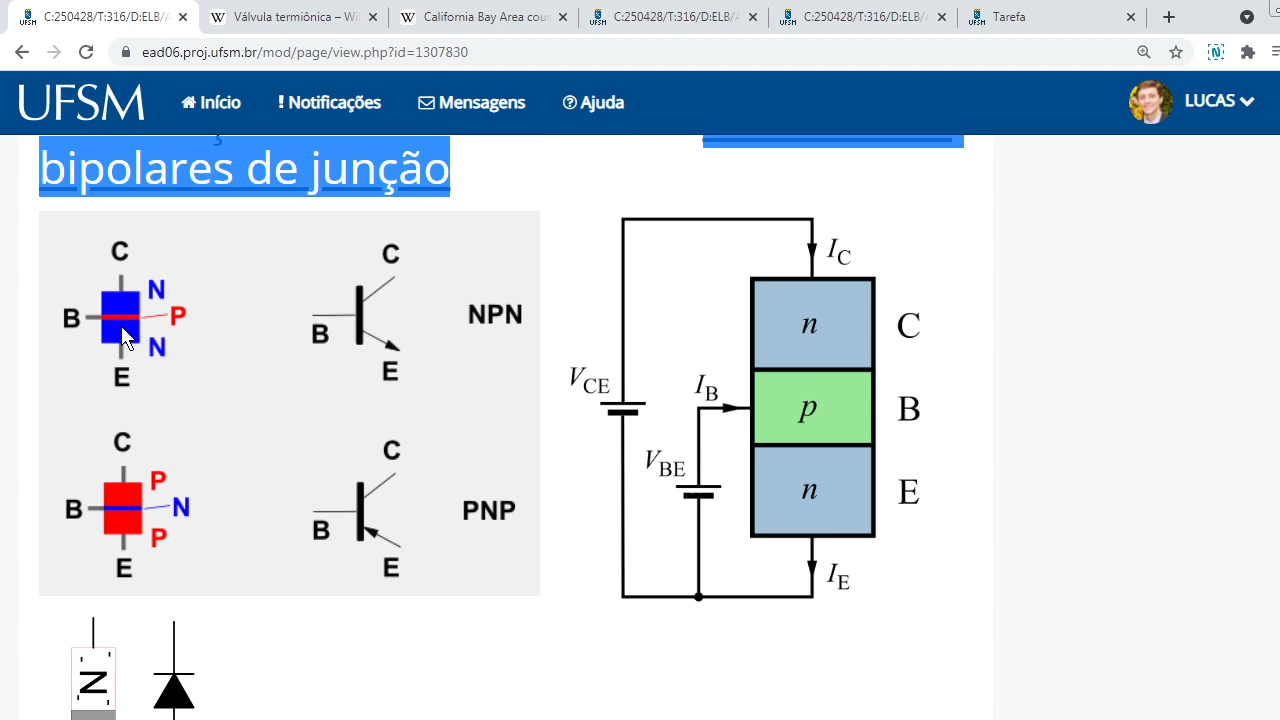 C:250428/T:316/D:ELB/
Válvula termiônica – Wi
California Bay Area cou
C:250428/T:316/D:ELB/
C:250428/T:316/D:ELB/
Tarefa
ead06.proj.ufsm.br/mod/page/view.php?id=1307830
UFSM
Início
! Notificações
Mensagens
Ajuda
LUCAS
bipolares de junção
C
N
B
P
N
E
C
B
E
NPN
C
P
B
N
P
E
C
B
E
PNP
IC
n
C
VCE
IB
p
B
VBE
n
E
IE
N